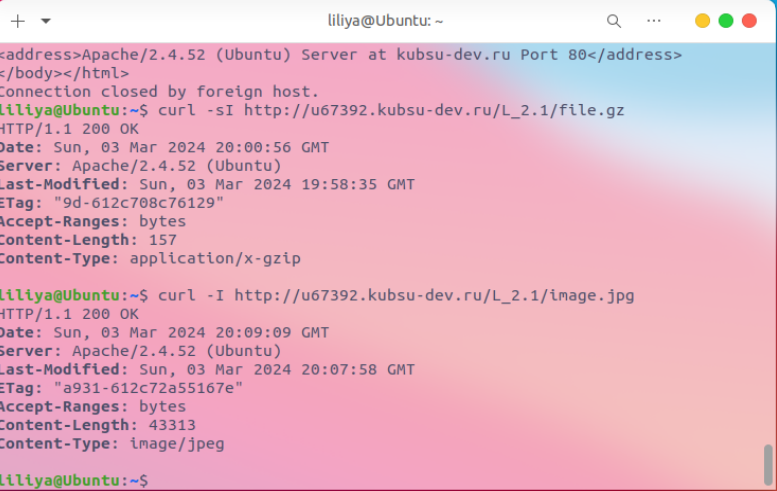 liliya@Ubuntu: ~
<address>Apache/2.4.52 (Ubuntu) Server at kubsu-dev.ru Port 80</address>
</body></html>
Connection closed by foreign host.
liliya@Ubuntu:~$ curl -sI http://u67392.kubsu-dev.ru/L_2.1/file.gz
HTTP/1.1 200 OK
Date: Sun, 03 Mar 2024 20:00:56 GMT
Server: Apache/2.4.52 (Ubuntu)
Last-Modified: Sun, 03 Mar 2024 19:58:35 GMT
ETag: "9d-612c708c76129"
Accept-Ranges: bytes
Content-Length: 157
Content-Type: application/x-gzip
liliya@Ubuntu:~$ curl -I http://u67392.kubsu-dev.ru/L_2.1/image.jpg
HTTP/1.1 200 OK
Date: Sun, 03 Mar 2024 20:09:09 GMT
Server: Apache/2.4.52 (Ubuntu)
Last-Modified: Sun, 03 Mar 2024 20:07:58 GMT
ETag: "a931-612c72a55167e"
Accept-Ranges: bytes
Content-Length: 43313
Content-Type: image/jpeg
liliya@Ubuntu:~$